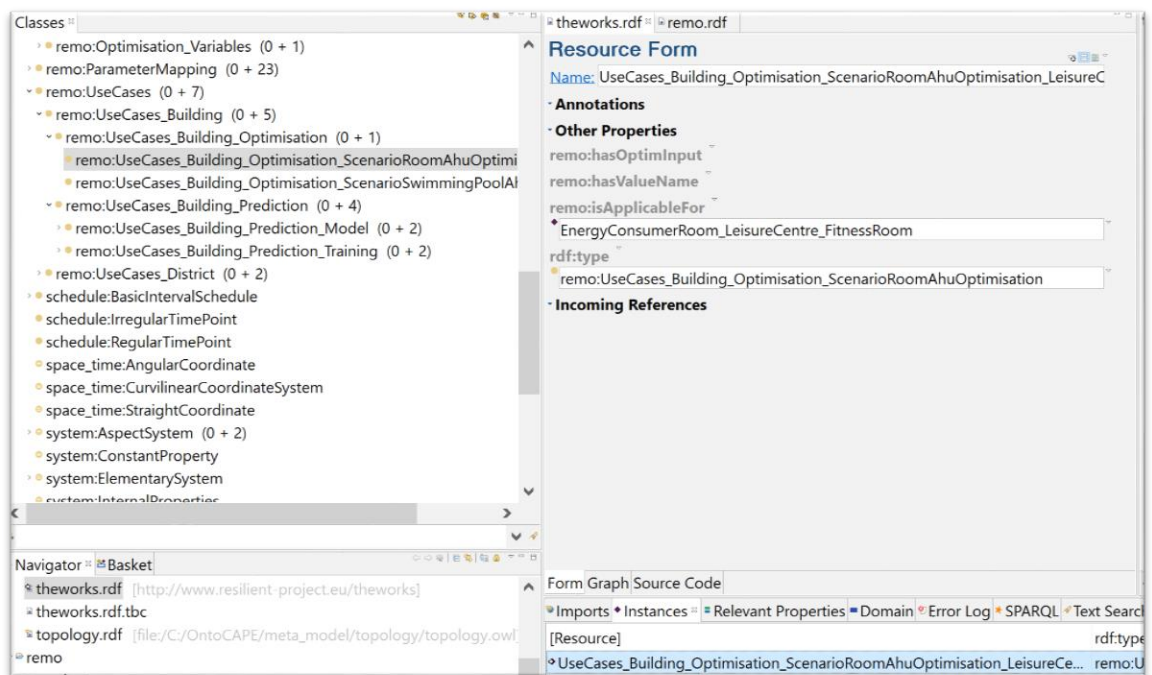 Classes
remo:Optimisation_Variables (0 + 1)
remo:ParameterMapping (0 + 23)
remo:UseCases (0 + 7)
remo:UseCases_Building (0 + 5)
remo:UseCases_Building_Optimisation (0 + 1)
remo:UseCases_Building_Optimisation_ScenarioRoomAhuOptimi
remo:UseCases_Building_Optimisation_ScenarioSwimmingPoolAh
remo:UseCases_Building_Prediction (0 + 4)
remo:UseCases_Building_Prediction_Model (0 + 2)
remo:UseCases_Building_Prediction_Training (0 + 2)
remo:UseCases_District (0 + 2)
schedule:BasicIntervalSchedule
schedule:IrregularTimePoint
schedule:RegularTimePoint
space_time:AngularCoordinate
space_time:CurvilinearCoordinateSystem
space_time:StraightCoordinate
system:AspectSystem (0 + 2)
system:ConstantProperty
system:ElementarySystem
system:InternalProperties
Navigator Basket
theworks.rdf [http://www.resilient-project.eu/theworks]
theworks.rdf.tbc
topology.rdf [file:/C:/OntoCAPE/meta_model/topology/topology.owl]
remo
theworks.rdf remo.rdf
Resource Form
Name: UseCases_Building_Optimisation_ScenarioRoomAhuOptimisation_LeisureC
Annotations
Other Properties
remo:hasOptimInput
remo:hasValueName
remo:isApplicableFor
EnergyConsumerRoom_LeisureCentre_FitnessRoom
rdf:type
remo:UseCases_Building_Optimisation_ScenarioRoomAhuOptimisation
Incoming References
Form Graph Source Code
Imports Instances Relevant Properties Domain Error Log SPARQL Text Search
[Resource] rdf:type
UseCases_Building_Optimisation_ScenarioRoomAhuOptimisation_LeisureCe... remo:U